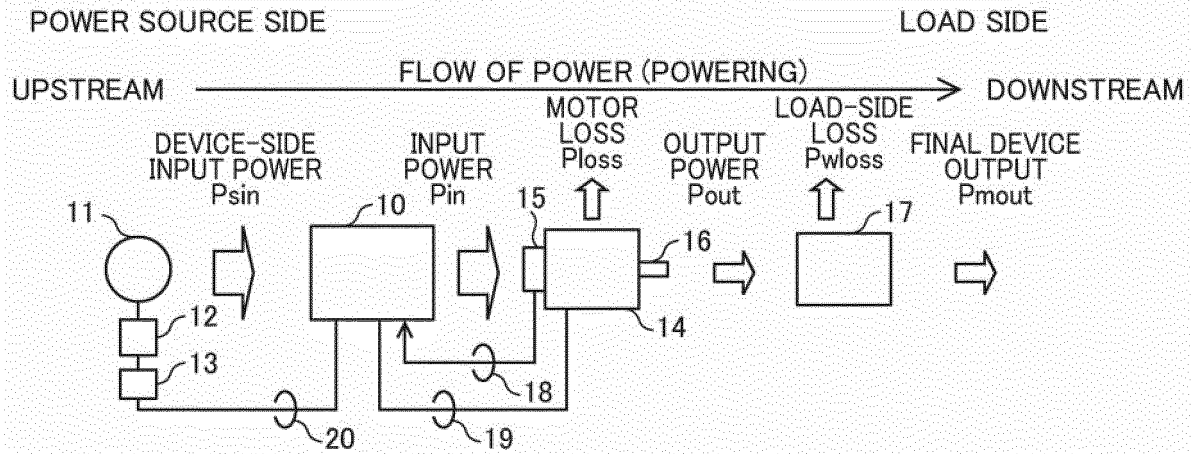 POWER SOURCE SIDE
LOAD SIDE
FLOW OF POWER (POWERING)
UPSTREAM
DOWNSTREAM
DEVICE-SIDE
INPUT POWER
Psin
INPUT
POWER
Pin
MOTOR
LOSS
Ploss
OUTPUT
POWER
Pout
LOAD-SIDE
LOSS
Pwloss
FINAL DEVICE
OUTPUT
Pmout
11
10
15
16
17
12
14
13
18
20
19